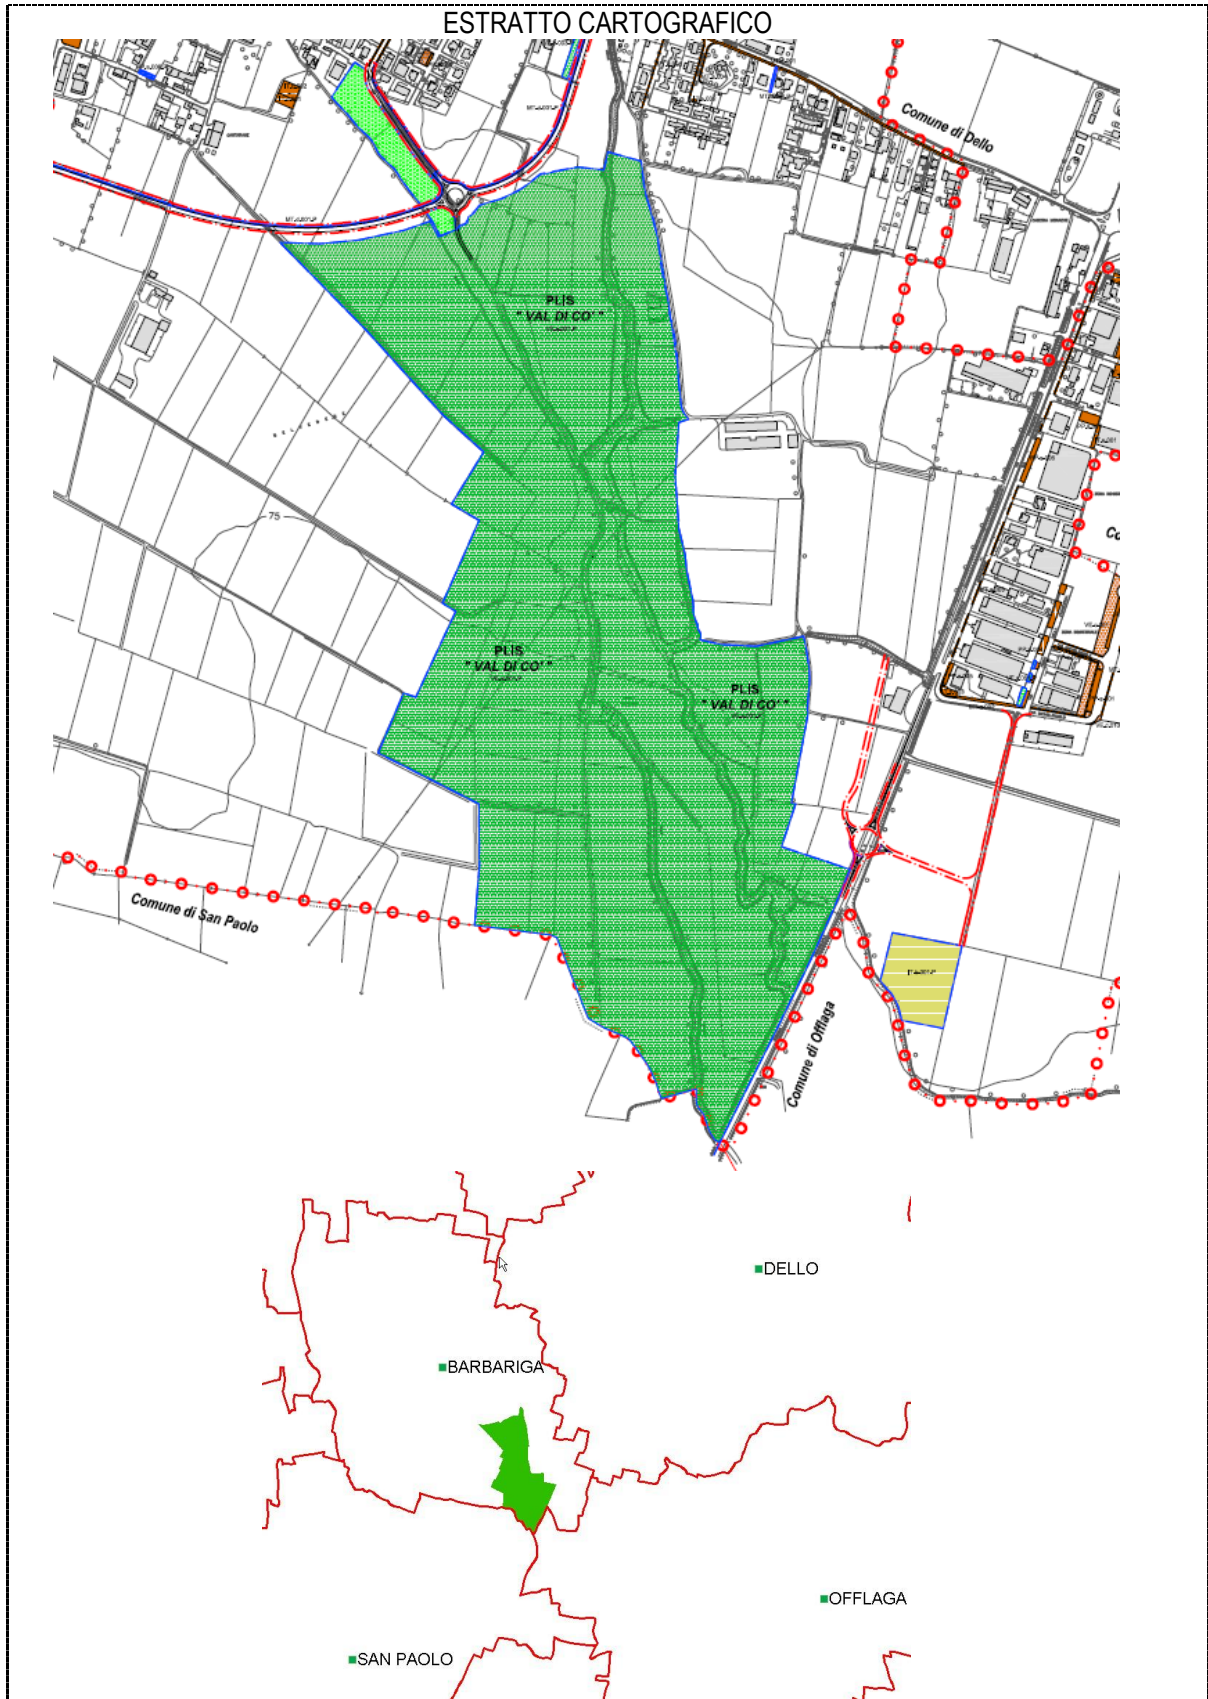 ESTRATTO CARTOGRAFICO
Comune di Dello
PLIS
" VAL DI CO' "
75
PLIS
" VAL DI CO' "
PLIS
" VAL DI CO' "
Comune di San Paolo
Comune di Offlaga
DELLO
BARBARIGA
OFFLAGA
SAN PAOLO